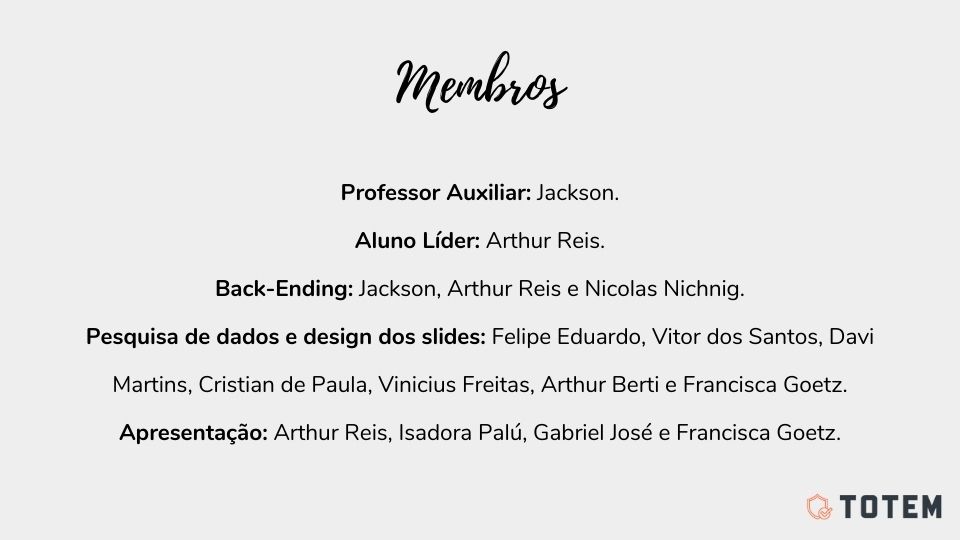 Membros
Professor Auxiliar: Jackson.
Aluno Líder: Arthur Reis.
Back-Ending: Jackson, Arthur Reis e Nicolas Nichnig.
Pesquisa de dados e design dos slides: Felipe Eduardo, Vitor dos Santos, Davi
Martins, Cristian de Paula, Vinicius Freitas, Arthur Berti e Francisca Goetz.
Apresentação: Arthur Reis, Isadora Palú, Gabriel José e Francisca Goetz.
TOTEM